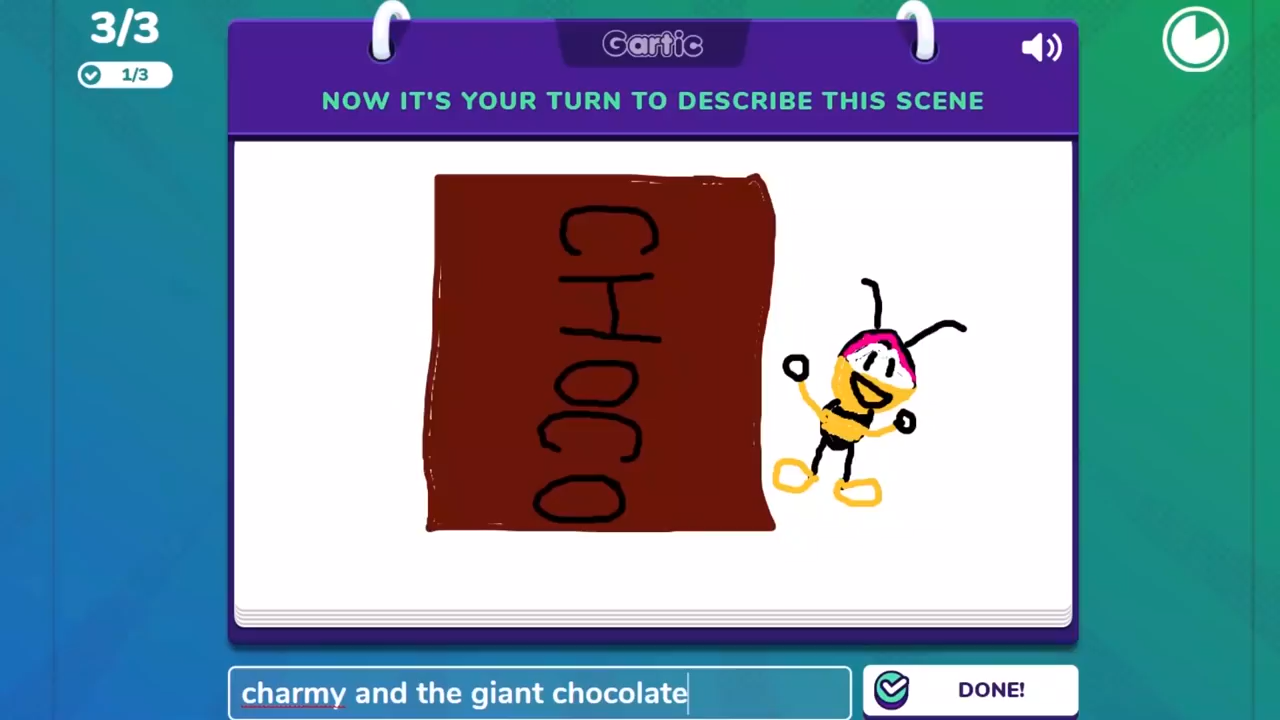 3/3
1/3
Gartic
NOW IT'S YOUR TURN TO DESCRIBE THIS SCENE
CHOCO
charmy and the giant chocolate
DONE!